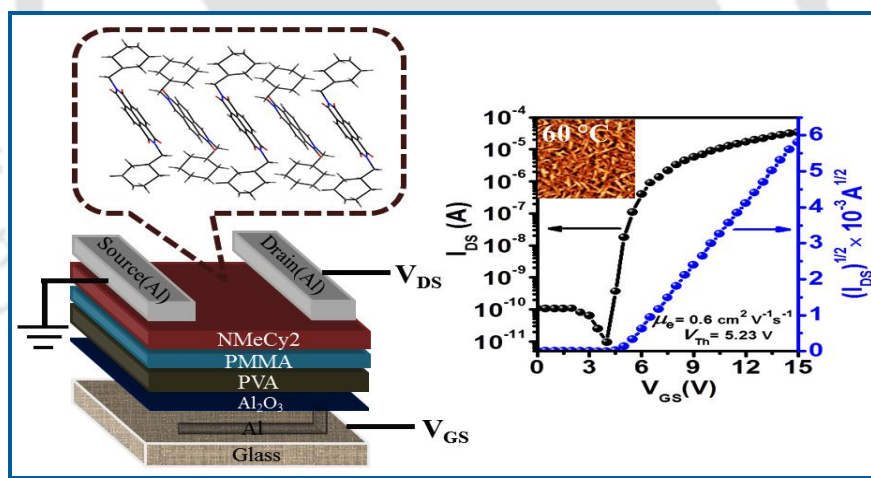 Source(Al)
Drain(Al)
V_DS
NMeCy2
PMMA
PVA
Al₂O₃
Al
V_GS
Glass
60 °C
I_DS (A)
10⁻⁴
10⁻⁵
10⁻⁶
10⁻⁷
10⁻⁸
10⁻⁹
10⁻¹⁰
10⁻¹¹
0 3 6 9 12 15
V_GS(V)
μ_e = 0.6 cm² V⁻¹s⁻¹
V_Th = 5.23 V
6
5
4
3
2
1
0
(I_DS)^1/2 × 10⁻³ A^1/2